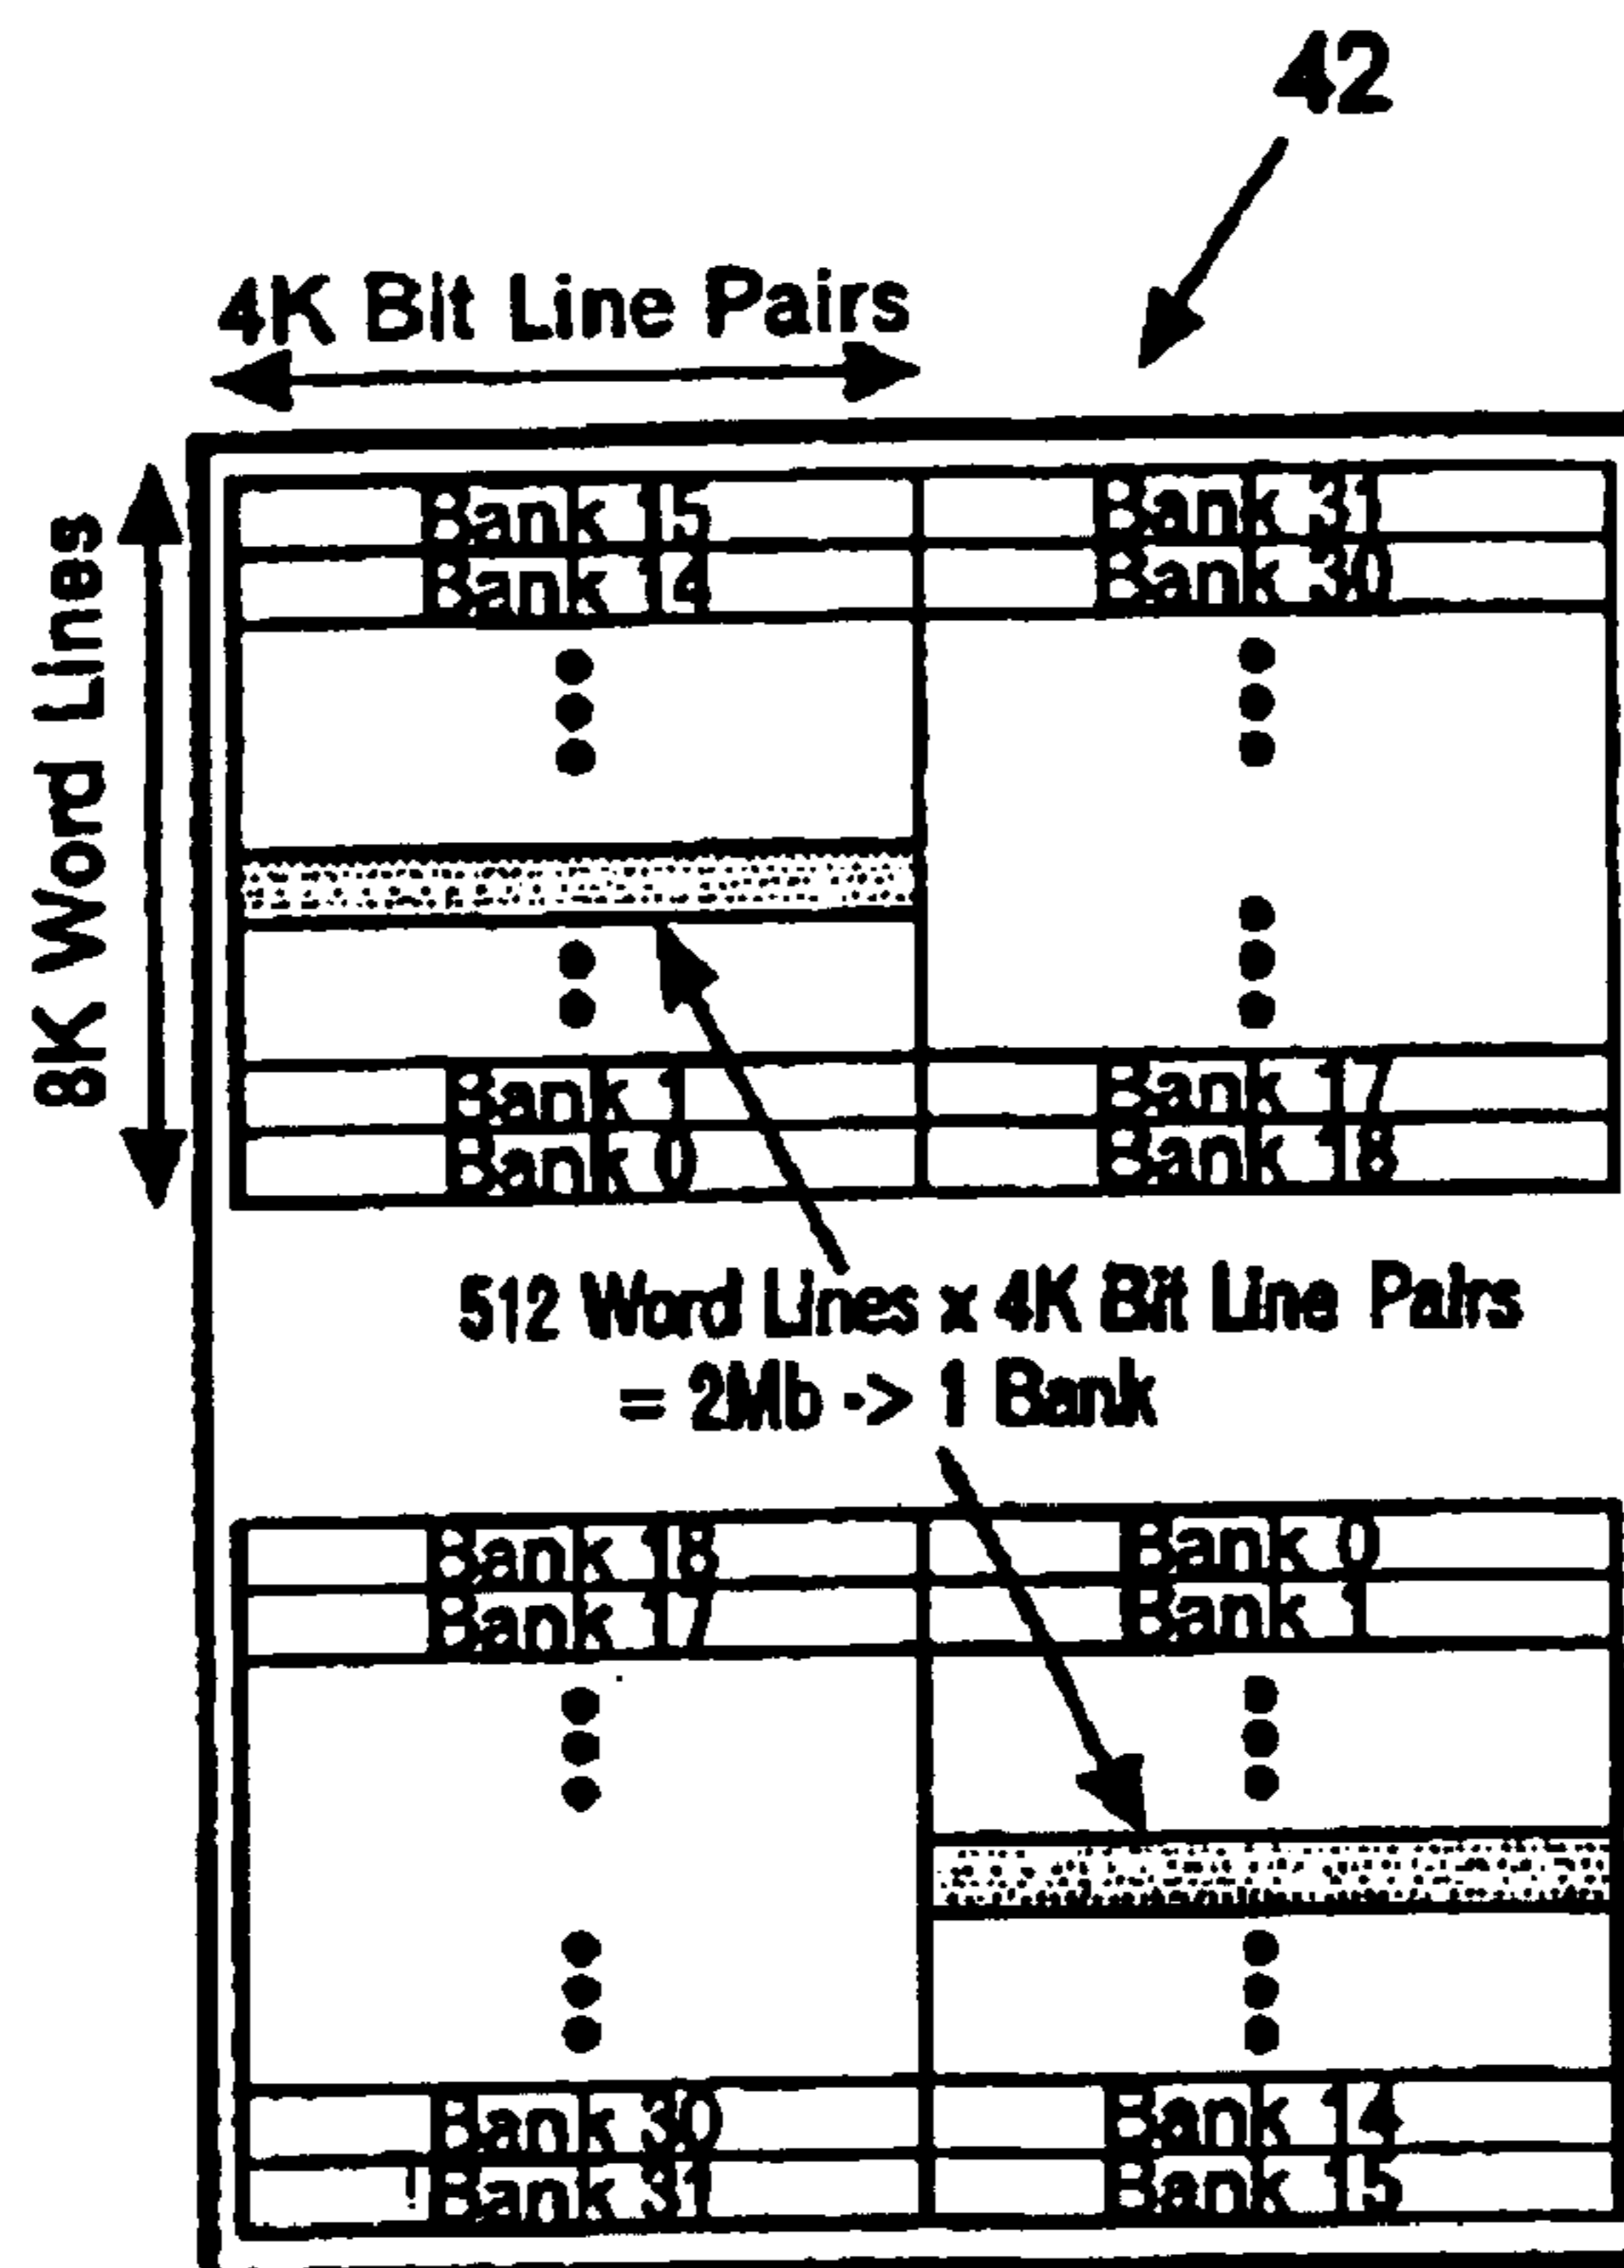 42
4K Bit Line Pairs
8K Word Lines
Bank 15 Bank 31
Bank 14 Bank 30
Bank 1 Bank 17
Bank 0 Bank 18
512 Word Lines x 4K Bit Line Pairs
= 2Mb -> 1 Bank
Bank 18 Bank 0
Bank 17 Bank 1
Bank 30 Bank 14
Bank 31 Bank 15